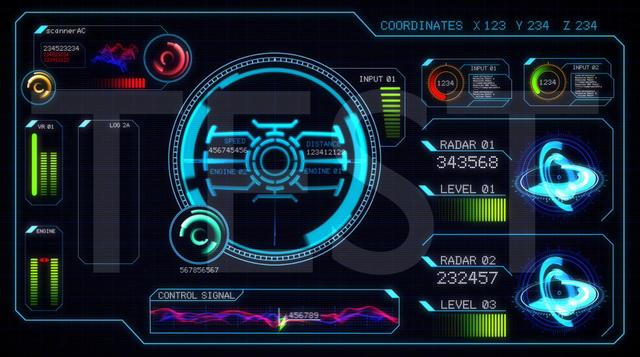 COORDINATES X 123 Y 234 Z 234
scannerAC
234523234
INPUT 01
INPUT 01
1234
INPUT 02
1234
VR 01
LOG 2A
SPEED
456745456
DISTANCE
123412123
ENGINE 02
ENGINE 01
RADAR 01
343568
LEVEL 01
ENGINE
567856567
RADAR 02
232457
LEVEL 03
CONTROL SIGNAL
456789
TEST